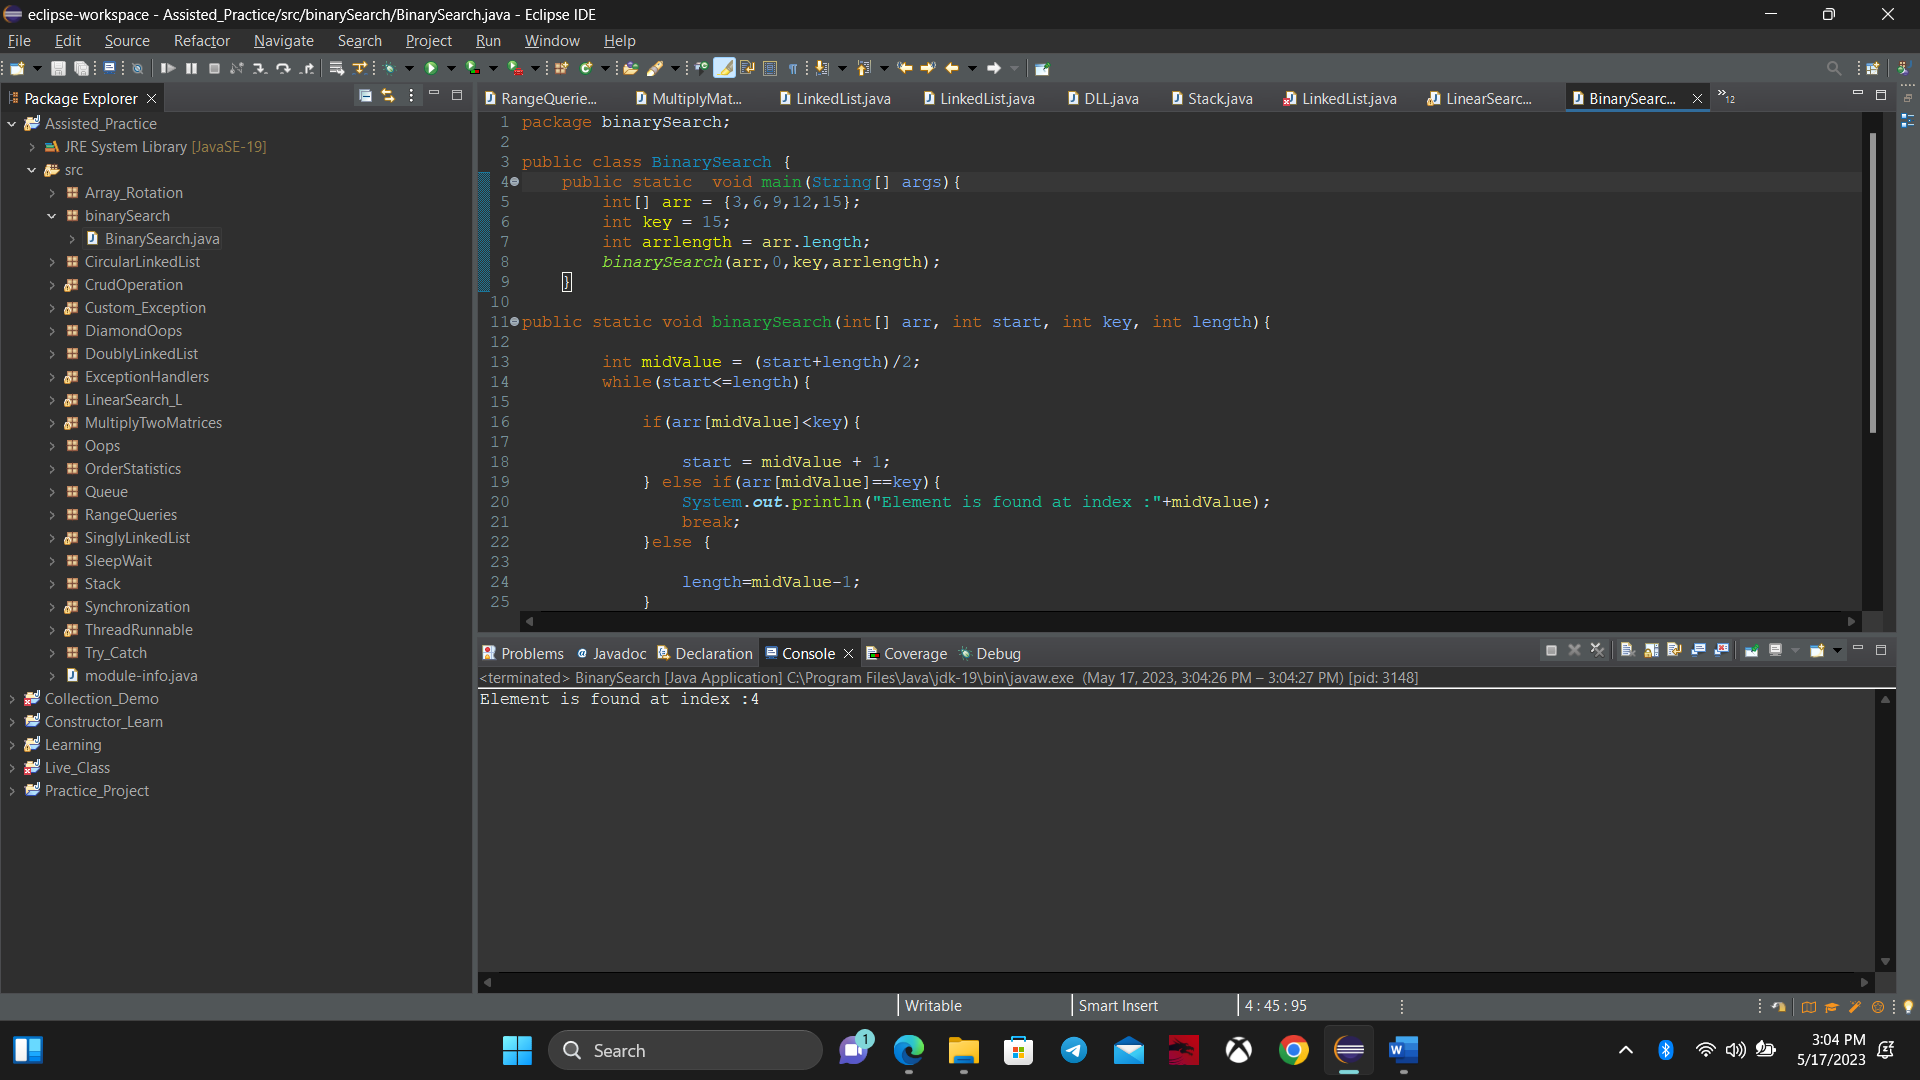 eclipse-workspace - Assisted_Practice/src/binarySearch/BinarySearch.java - Eclipse IDE
File Edit Source Refactor Navigate Search Project Run Window Help
Package Explorer
Assisted_Practice
JRE System Library [JavaSE-19]
src
Array_Rotation
binarySearch
BinarySearch.java
CircularLinkedList
CrudOperation
Custom_Exception
DiamondOops
DoublyLinkedList
ExceptionHandlers
LinearSearch_L
MultiplyTwoMatrices
Oops
OrderStatistics
Queue
RangeQueries
SinglyLinkedList
SleepWait
Stack
Synchronization
ThreadRunnable
Try_Catch
module-info.java
Collection_Demo
Constructor_Learn
Learning
Live_Class
Practice_Project
RangeQuerie... MultiplyMat... LinkedList.java LinkedList.java DLL.java Stack.java LinkedList.java LinearSearc... BinarySearc... »12
1 package binarySearch;
2
3 public class BinarySearch {
4 public static  void main(String[] args){
5 int[] arr = {3,6,9,12,15};
6 int key = 15;
7 int arrlength = arr.length;
8 binarySearch(arr,0,key,arrlength);
9 }
10
11 public static void binarySearch(int[] arr, int start, int key, int length){
12
13 int midValue = (start+length)/2;
14 while(start<=length){
15
16 if(arr[midValue]<key){
17
18 start = midValue + 1;
19 } else if(arr[midValue]==key){
20 System.out.println("Element is found at index :"+midValue);
21 break;
22 }else {
23
24 length=midValue-1;
25 }
Problems @ Javadoc Declaration Console Coverage Debug
<terminated> BinarySearch [Java Application] C:\Program Files\Java\jdk-19\bin\javaw.exe (May 17, 2023, 3:04:26 PM – 3:04:27 PM) [pid: 3148]
Element is found at index :4
Writable Smart Insert 4 : 45 : 95
Search
1
3:04 PM
5/17/2023